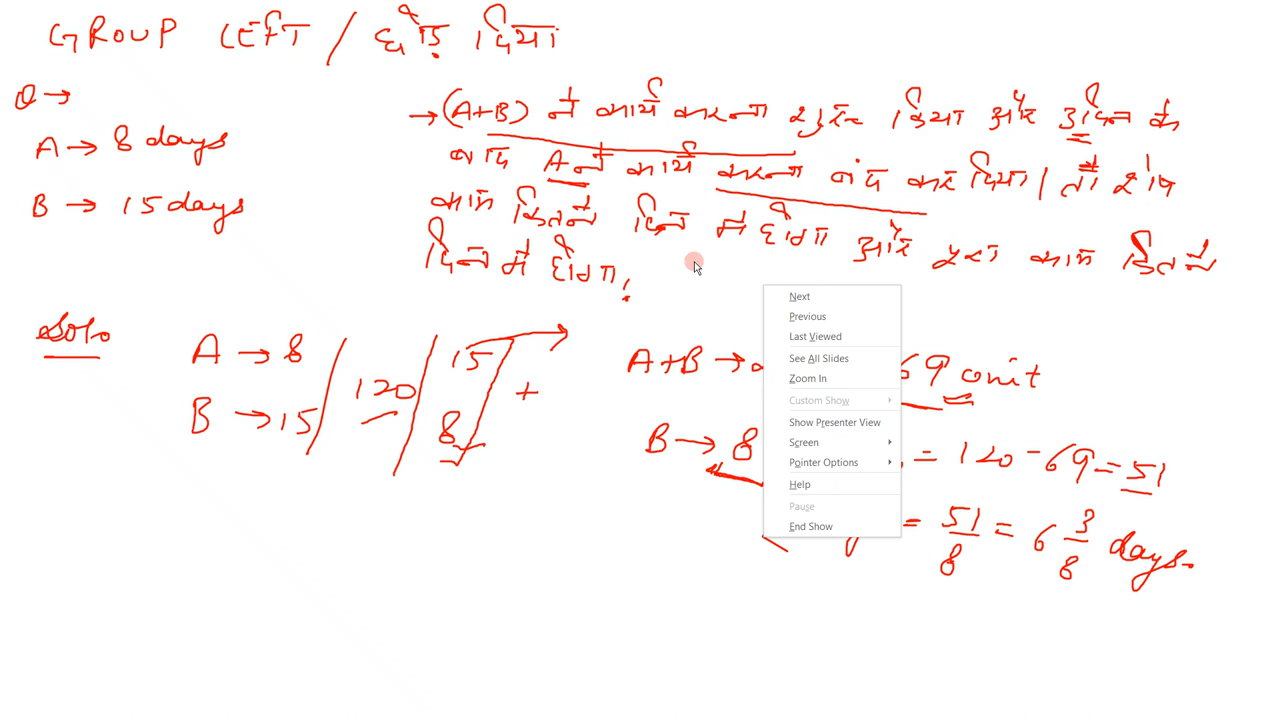 GROUP LEFT / छोड़ दिया
Q →
A → 8 days
B → 15 days
→ (A+B) ने कार्य करना शुरू किया और 3 दिन के
बाद A ने कार्य करना बंद कर दिया / तो शेष
काम कितने दिन में होगा और पूरा काम कितने
दिन में होगा।
Soln
A → 8
B → 15
120
15
8
+
A+B → 69 unit
B → 8 = 120 - 69 = 51
= 51/8 = 6 3/8 days.
Next
Previous
Last Viewed
See All Slides
Zoom In
Custom Show
Show Presenter View
Screen
Pointer Options
Help
Pause
End Show